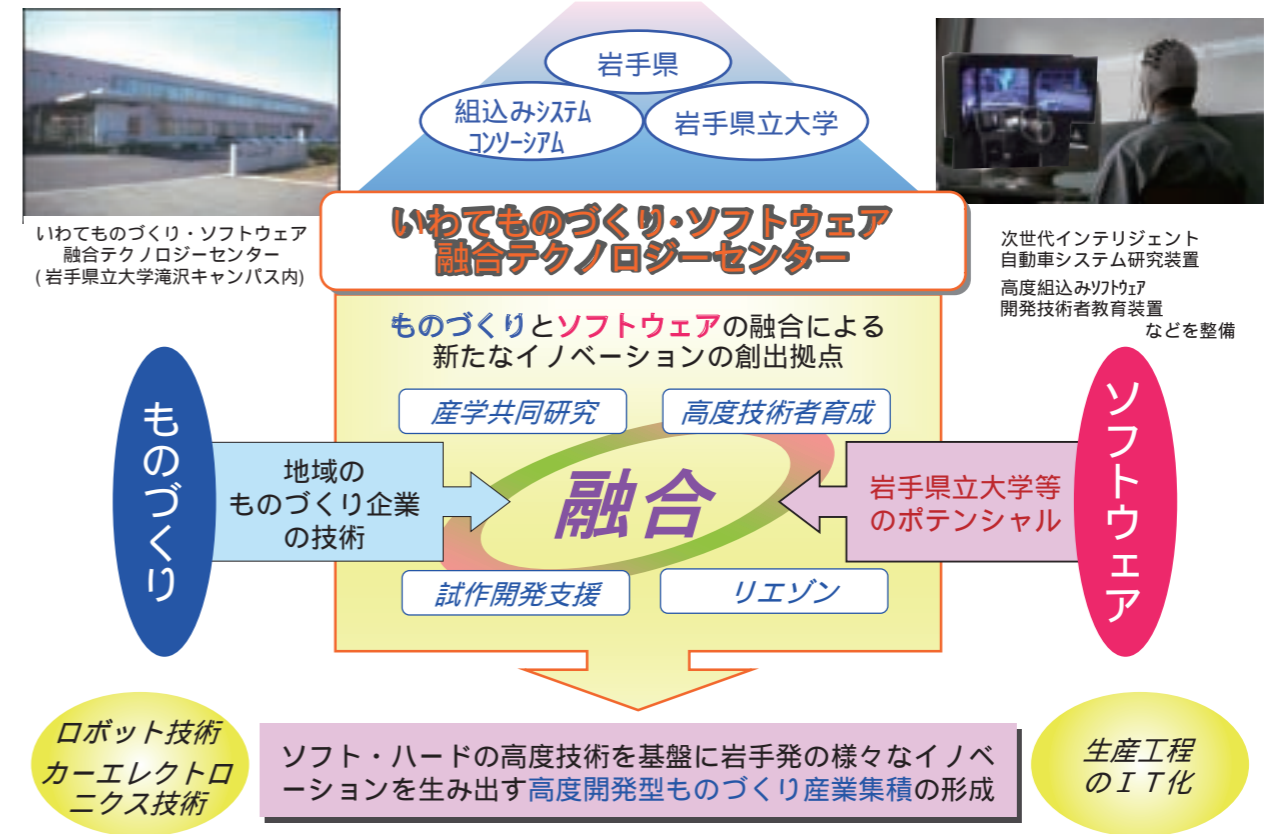 岩手県
組込みシステム
コンソーシアム
岩手県立大学
いわてものづくり・ソフトウェア
融合テクノロジーセンター
(岩手県立大学滝沢キャンパス内)
いわてものづくり・ソフトウェア
融合テクノロジーセンター
次世代インテリジェント
自動車システム研究装置
高度組込みソフトウェア
開発技術者教育装置
などを整備
ものづくりとソフトウェアの融合による
新たなイノベーションの創出拠点
産学共同研究
高度技術者育成
ものづくり
地域の
ものづくり企業
の技術
融合
岩手県立大学等
のポテンシャル
ソフトウェア
試作開発支援
リエゾン
ロボット技術
カーエレクトロ
ニクス技術
ソフト・ハードの高度技術を基盤に岩手発の様々なイノベ
ーションを生み出す高度開発型ものづくり産業集積の形成
生産工程
のIT化